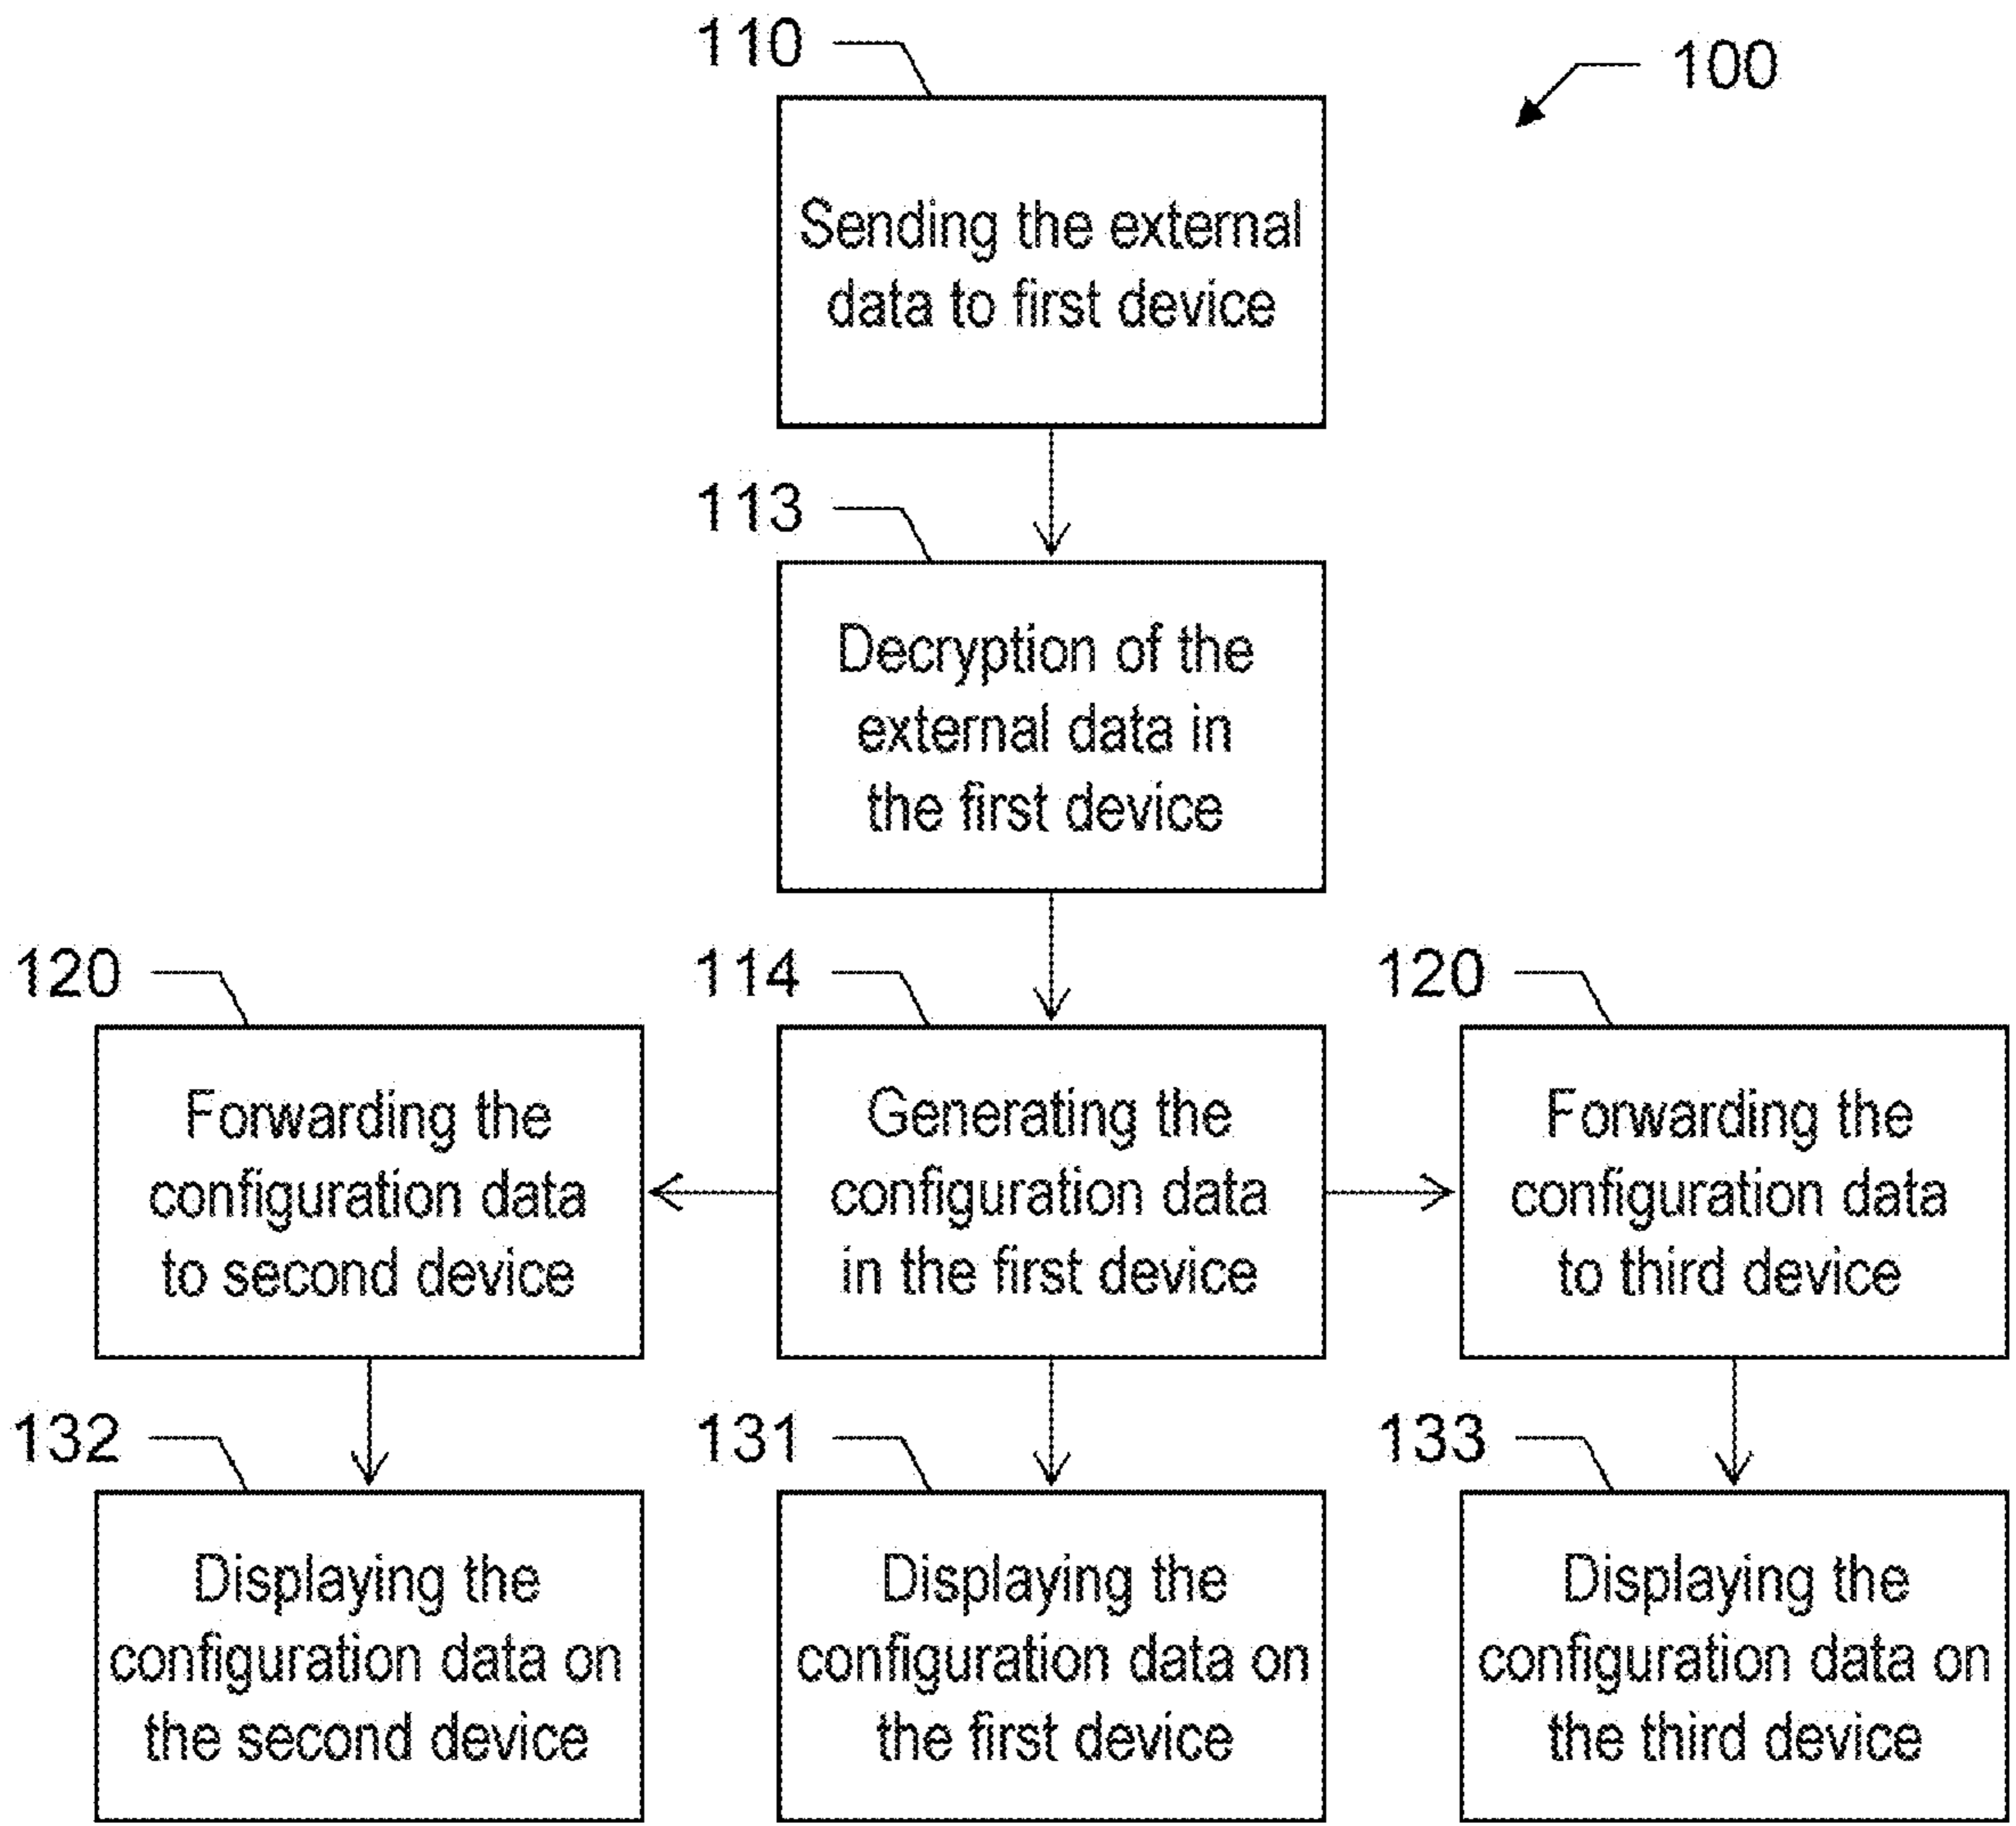 110
100
Sending the external
data to first device
113
Decryption of the
external data in
the first device
120
Forwarding the
configuration data
to second device
114
Generating the
configuration data
in the first device
120
Forwarding the
configuration data
to third device
132
Displaying the
configuration data on
the second device
131
Displaying the
configuration data on
the first device
133
Displaying the
configuration data on
the third device